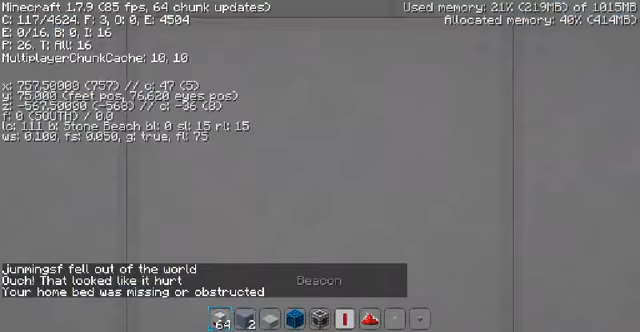 Minecraft 1.7.9 (85 fps, 64 chunk updates)
Used memory: 21% (219MB) of 1015MB
C: 117/4624. F: 3, O: 0, E: 4504
Allocated memory: 40% (414MB)
E: 0/16. B: 0, I: 16
P: 26. T: All: 16
MultiplayerChunkCache: 10, 10
x: 757.50000 (757) // c: 47 (5)
y: 75.000 (feet pos, 76.620 eyes pos)
z: -567.50000 (-568) // c: -36 (8)
f: 0 (SOUTH) / 0.0
lc: 111 b: Stone Beach bl: 0 sl: 15 rl: 15
ws: 0.100, fs: 0.050, g: true, fl: 75
junmingsf fell out of the world
Ouch! That looked like it hurt
Beacon
Your home bed was missing or obstructed
64
2